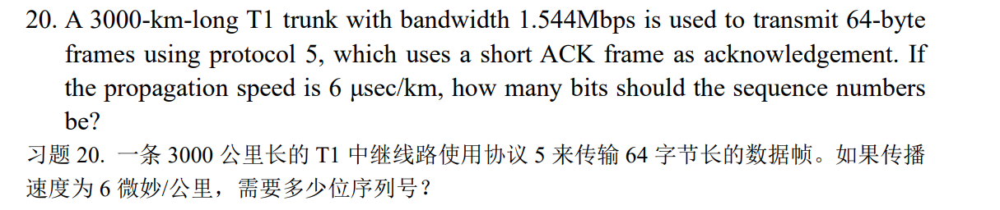 20. A 3000-km-long T1 trunk with bandwidth 1.544Mbps is used to transmit 64-byte
frames using protocol 5, which uses a short ACK frame as acknowledgement. If
the propagation speed is 6 μsec/km, how many bits should the sequence numbers
be?
习题 20. 一条 3000 公里长的 T1 中继线路使用协议 5 来传输 64 字节长的数据帧。如果传播
速度为 6 微妙/公里，需要多少位序列号？